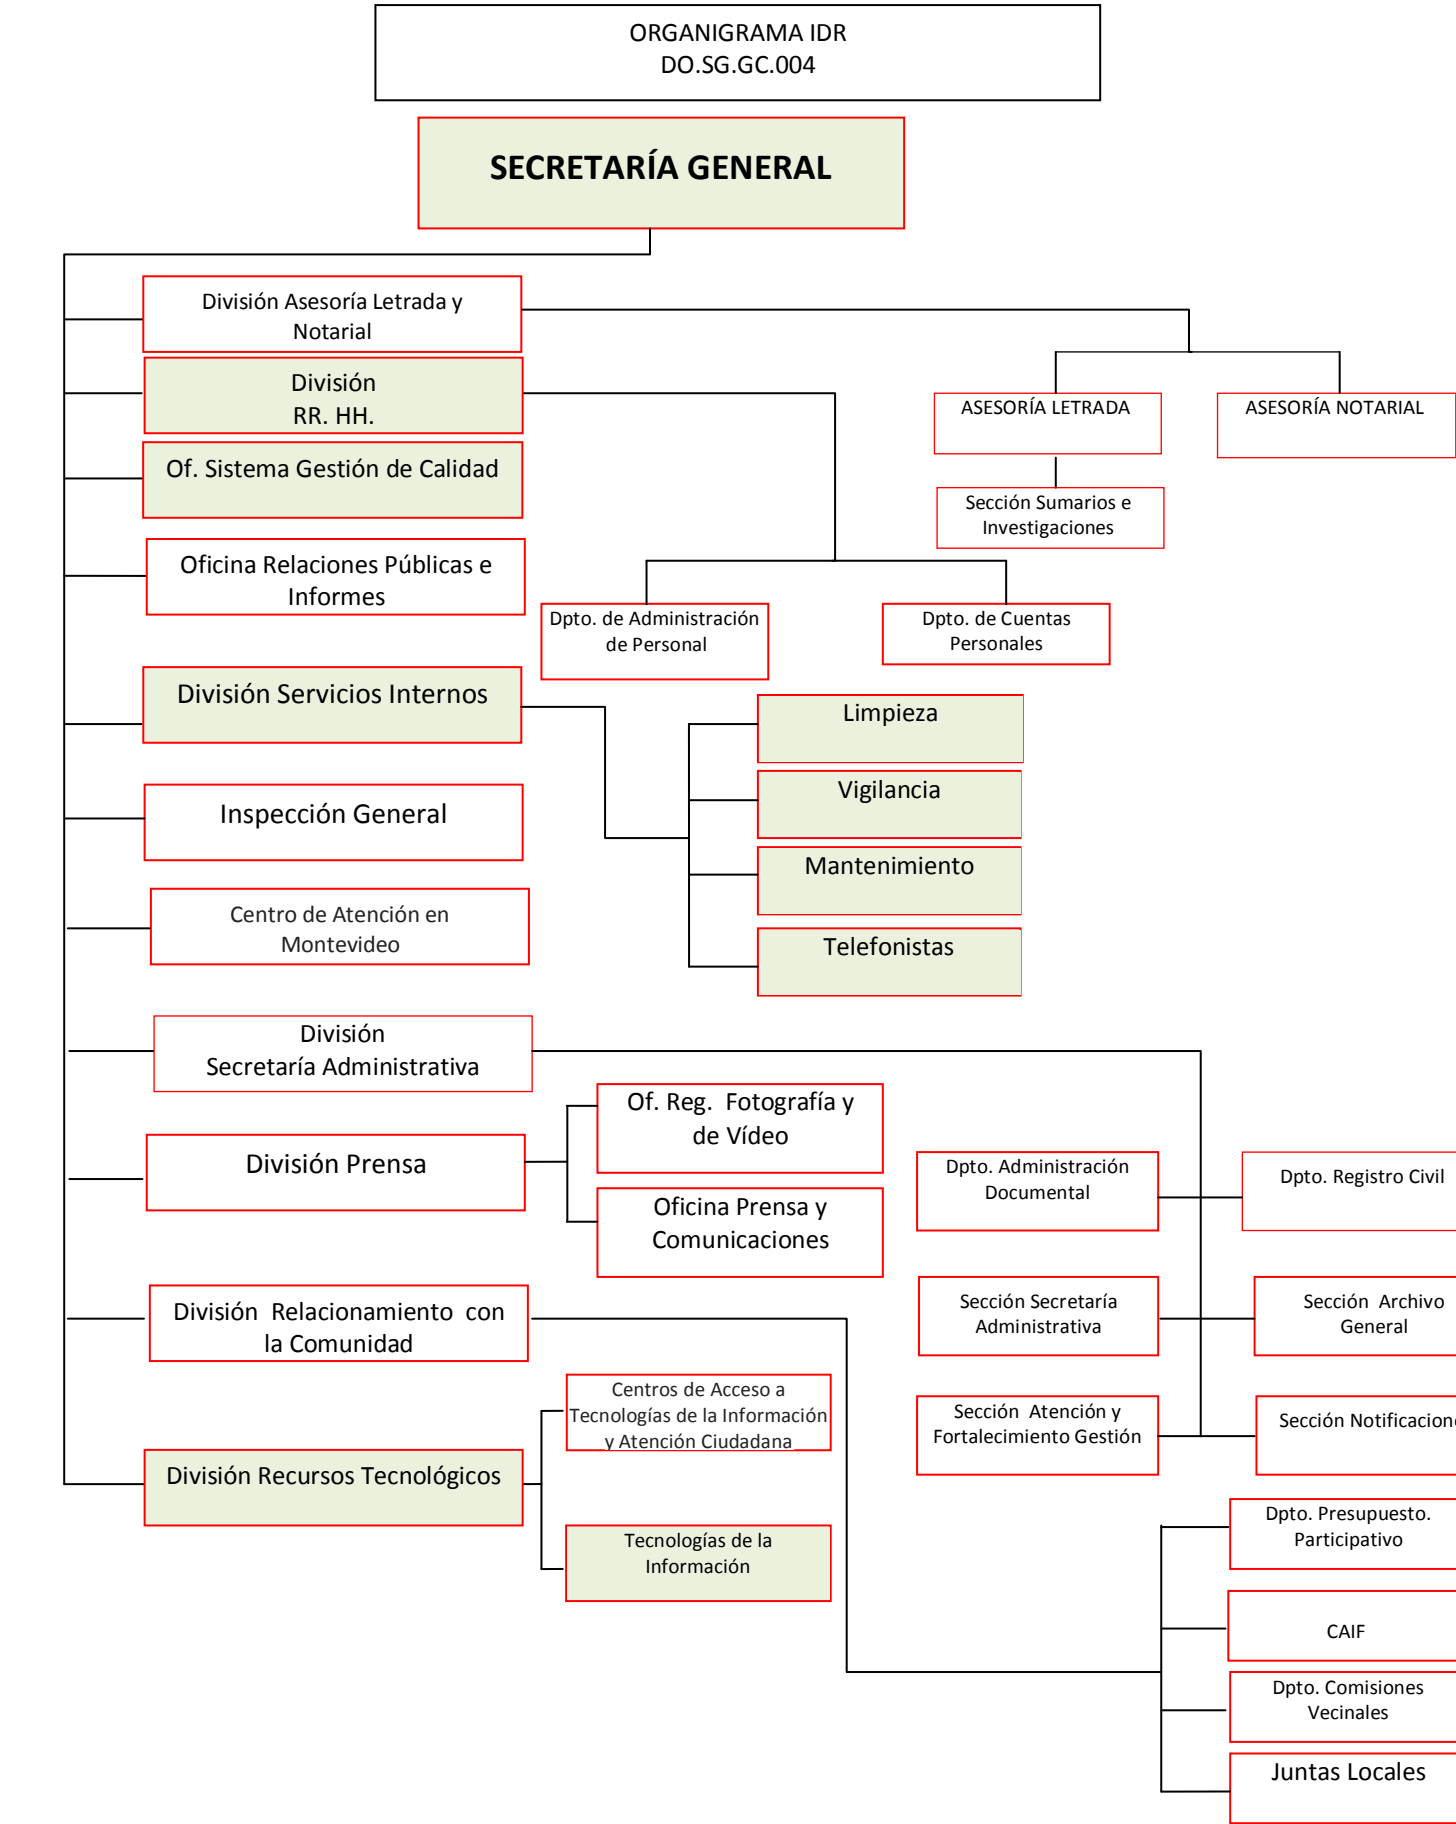 ORGANIGRAMA IDR
DO.SG.GC.004
SECRETARÍA GENERAL
División Asesoría Letrada y
Notarial
División
RR. HH.
ASESORÍA LETRADA
ASESORÍA NOTARIAL
Of. Sistema Gestión de Calidad
Sección Sumarios e
Investigaciones
Oficina Relaciones Públicas e
Informes
Dpto. de Administración
de Personal
Dpto. de Cuentas
Personales
División Servicios Internos
Limpieza
Vigilancia
Mantenimiento
Telefonistas
Inspección General
Centro de Atención en
Montevideo
División
Secretaría Administrativa
Of. Reg.  Fotografía y
de Vídeo
División Prensa
Oficina Prensa y
Comunicaciones
Dpto. Administración
Documental
Dpto. Registro Civil
Sección Secretaría
Administrativa
Sección  Archivo
General
Sección  Atención y
Fortalecimiento Gestión
Sección Notificacion
División  Relacionamiento  con
la Comunidad
Centros de Acceso a
Tecnologías de la Información
y Atención Ciudadana
División Recursos Tecnológicos
Tecnologías de la
Información
Dpto. Presupuesto.
Participativo
CAIF
Dpto. Comisiones
Vecinales
Juntas Locales